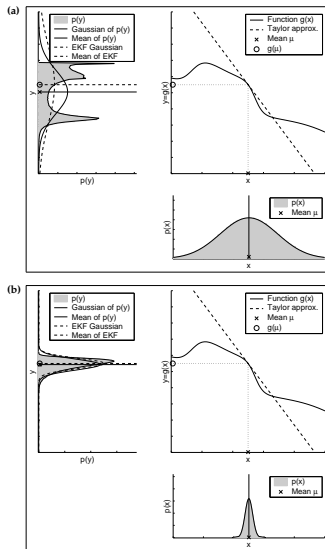 (a)
p(y)
Gaussian of p(y)
Mean of p(y)
EKF Gaussian
Mean of EKF
y
p(y)
Function g(x)
Taylor approx.
Mean μ
g(μ)
y=g(x)
x
p(x)
Mean μ
p(x)
x
(b)
p(y)
Gaussian of p(y)
Mean of p(y)
EKF Gaussian
Mean of EKF
y
p(y)
Function g(x)
Taylor approx.
Mean μ
g(μ)
y=g(x)
x
p(x)
Mean μ
p(x)
x